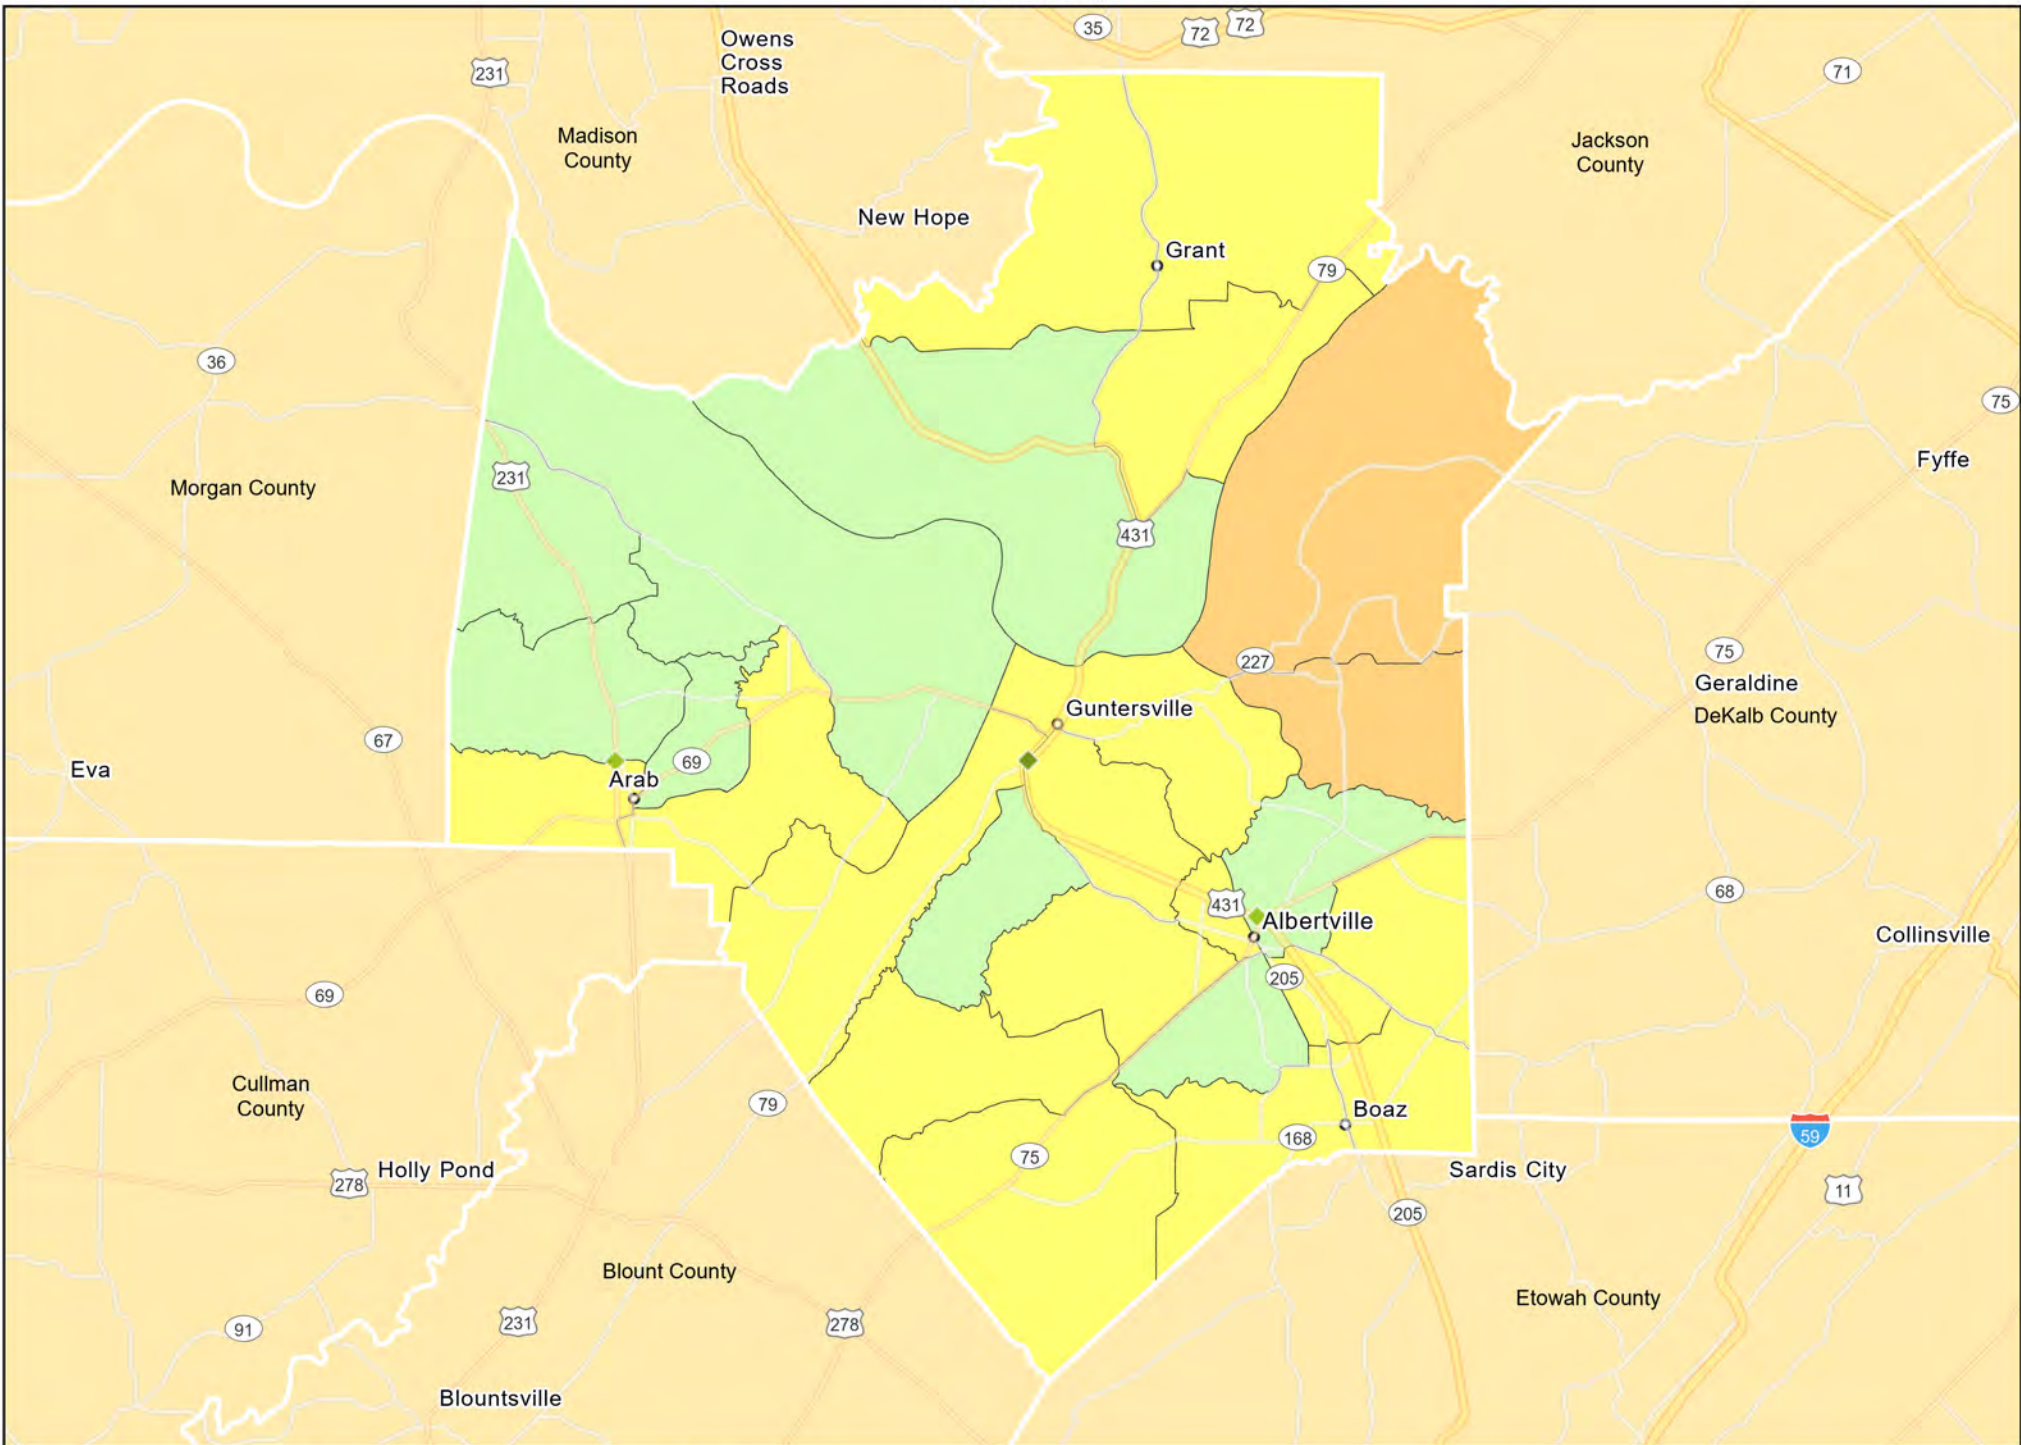 35
72
72
Owens
Cross
Roads
231
71
Madison
County
Jackson
County
New Hope
Grant
79
36
75
Fyffe
231
Morgan County
431
227
75
Geraldine
DeKalb County
Guntersville
67
Eva
69
Arab
68
431
Albertville
Collinsville
205
69
Cullman
County
79
Boaz
59
168
75
Holly Pond
278
Sardis City
11
205
Blount County
Etowah County
231
278
91
Blountsville